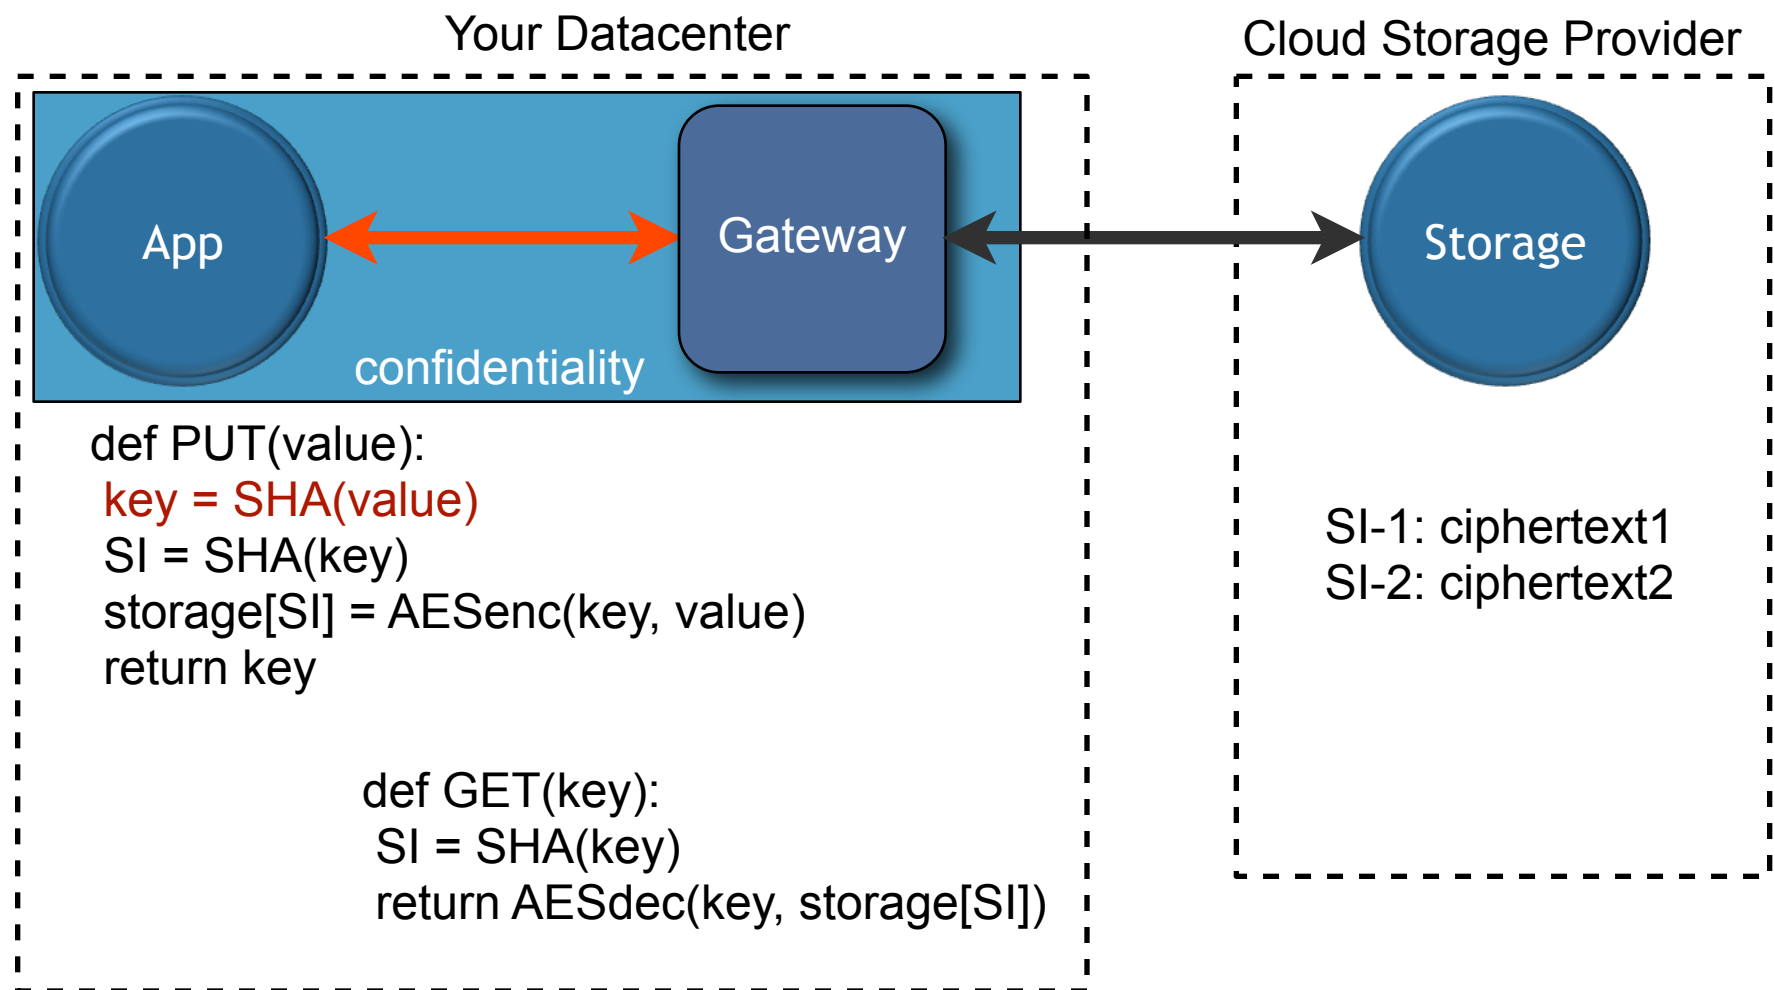 Your Datacenter
Cloud Storage Provider
App
Gateway
Storage
confidentiality
def PUT(value):
key = SHA(value)
SI = SHA(key)
storage[SI] = AESenc(key, value)
return key
SI-1: ciphertext1
SI-2: ciphertext2
def GET(key):
SI = SHA(key)
return AESdec(key, storage[SI])